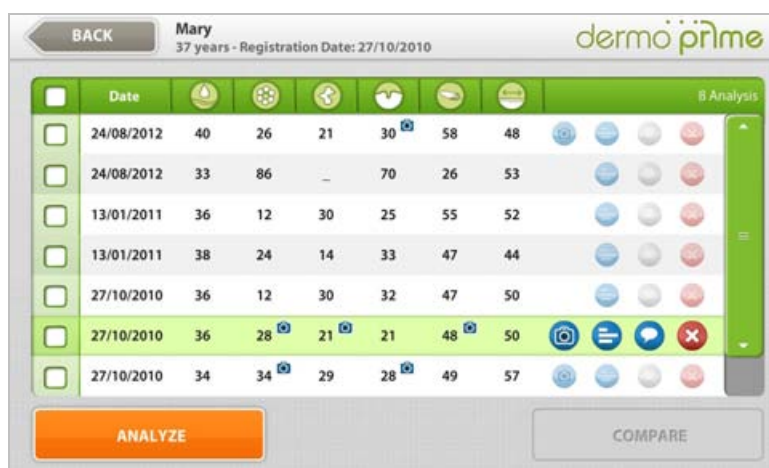 BACK
Mary
37 years - Registration Date: 27/10/2010
dermoprime
Date
8 Analysis
24/08/2012 40 26 21 30 58 48
24/08/2012 33 86 _ 70 26 53
13/01/2011 36 12 30 25 55 52
13/01/2011 38 24 14 33 47 44
27/10/2010 36 12 30 32 47 50
27/10/2010 36 28 21 21 48 50
27/10/2010 34 34 29 28 49 57
ANALYZE
COMPARE